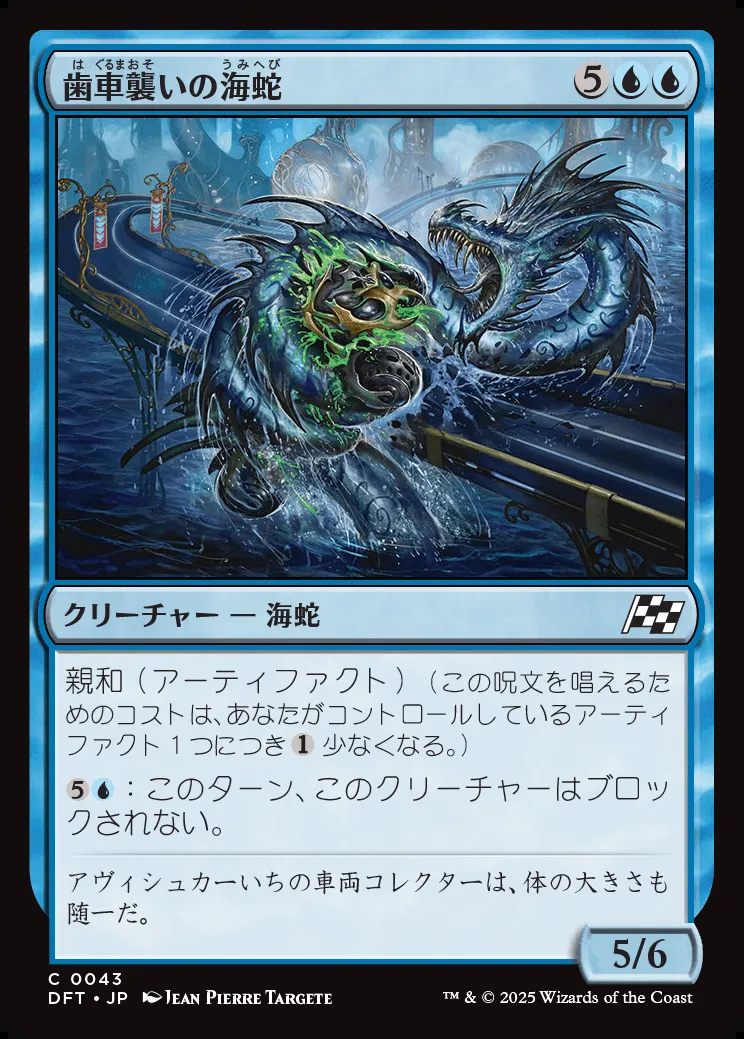 は ぐるまおそ うみへび
歯車襲いの海蛇 5
クリーチャー — 海蛇
親和（アーティファクト）（この呪文を唱えるた
めのコストは、あなたがコントロールしているアーティ
ファクト１つにつき 1 少なくなる。）
5：このターン、このクリーチャーはブロッ
クされない。
アヴィシュカーいちの車両コレクターは、体の大きさも
随一だ。
5/6
C 0043
DFT • JP Jean Pierre Targete
™ & © 2025 Wizards of the Coast